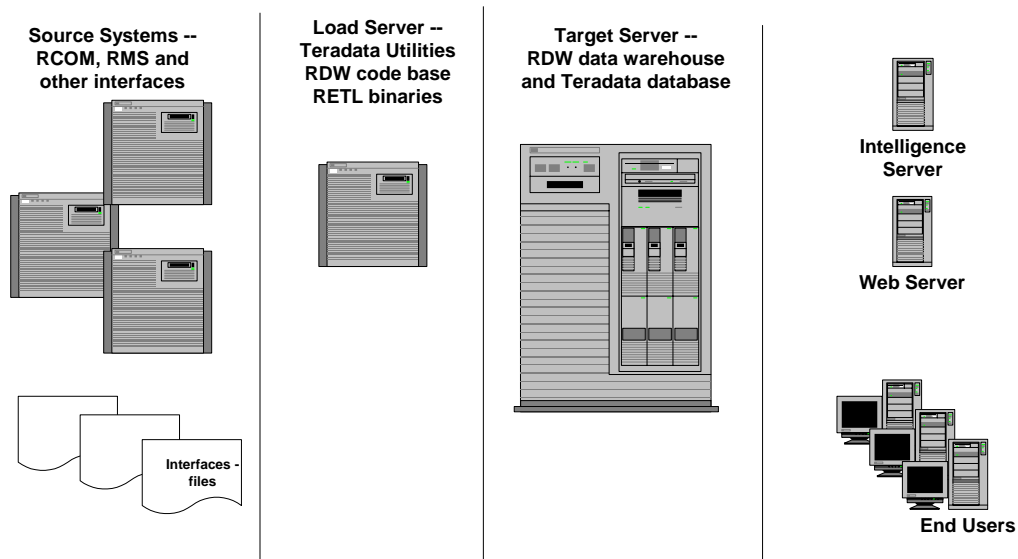 Source Systems --
RCOM, RMS and
other interfaces
Load Server --
Teradata Utilities
RDW code base
RETL binaries
Target Server --
RDW data warehouse
and Teradata database
Intelligence
Server
Web Server
Interfaces -
files
End Users